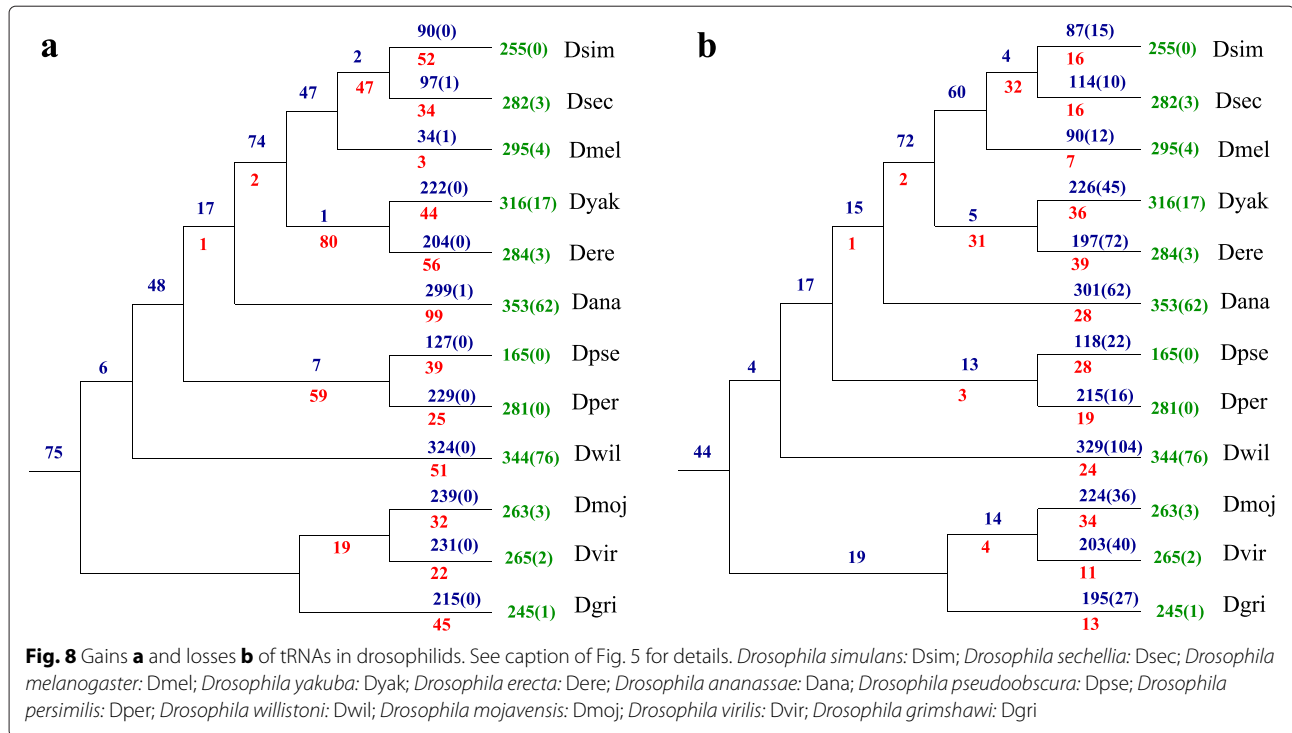 a
90(0)
2
52
255(0) Dsim
47
47
97(1)
34
282(3) Dsec
74
34(1)
3
295(4) Dmel
2
222(0)
44
316(17) Dyak
17
1
1
80
204(0)
56
284(3) Dere
48
299(1)
99
353(62) Dana
6
7
59
127(0)
39
165(0) Dpse
229(0)
25
281(0) Dper
75
324(0)
51
344(76) Dwil
239(0)
32
263(3) Dmoj
19
231(0)
22
265(2) Dvir
215(0)
45
245(1) Dgri
b
87(15)
4
16
255(0) Dsim
60
32
114(10)
16
282(3) Dsec
72
90(12)
7
295(4) Dmel
2
226(45)
36
316(17) Dyak
15
1
5
31
197(72)
39
284(3) Dere
17
301(62)
28
353(62) Dana
4
13
3
118(22)
28
165(0) Dpse
215(16)
19
281(0) Dper
44
329(104)
24
344(76) Dwil
224(36)
34
263(3) Dmoj
14
4
203(40)
11
265(2) Dvir
19
195(27)
13
245(1) Dgri
Fig. 8 Gains a and losses b of tRNAs in drosophilids. See caption of Fig. 5 for details. Drosophila simulans: Dsim; Drosophila sechellia: Dsec; Drosophila
melanogaster: Dmel; Drosophila yakuba: Dyak; Drosophila erecta: Dere; Drosophila ananassae: Dana; Drosophila pseudoobscura: Dpse; Drosophila
persimilis: Dper; Drosophila willistoni: Dwil; Drosophila mojavensis: Dmoj; Drosophila virilis: Dvir; Drosophila grimshawi: Dgri